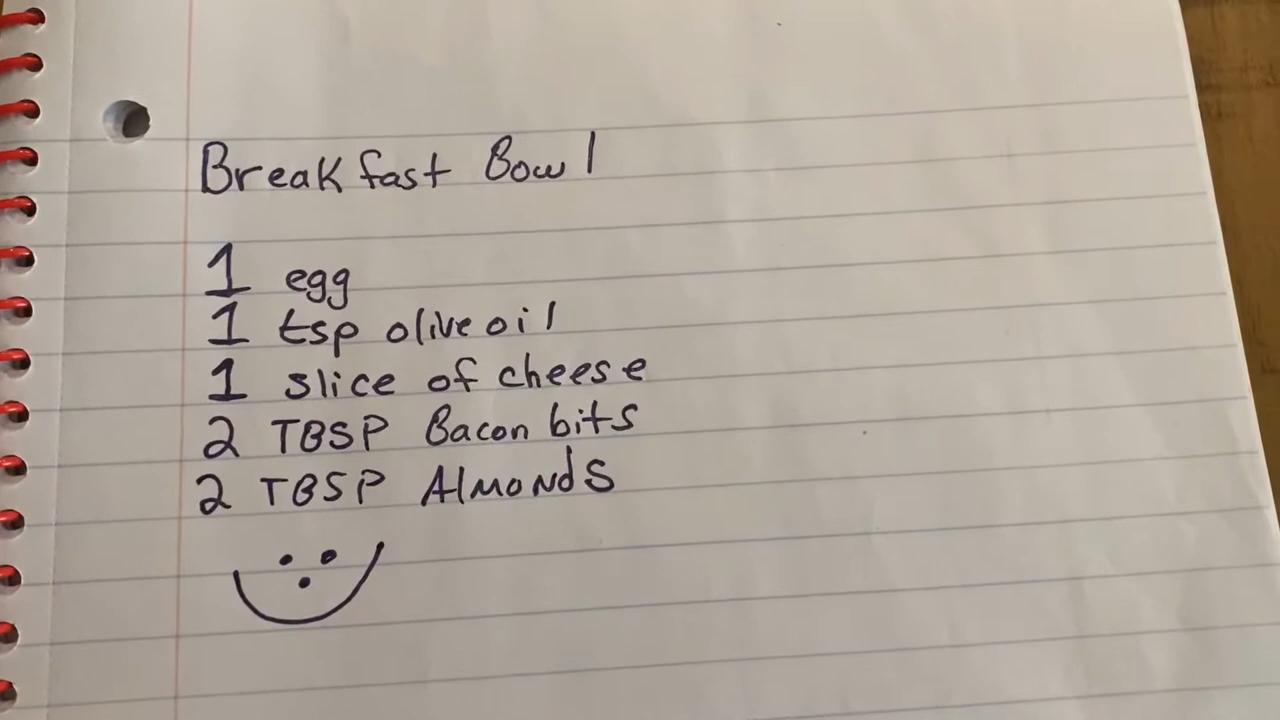 Breakfast Bowl
1 egg
1 tsp olive oil
1 slice of cheese
2 TBSP Bacon bits
2 TBSP Almonds